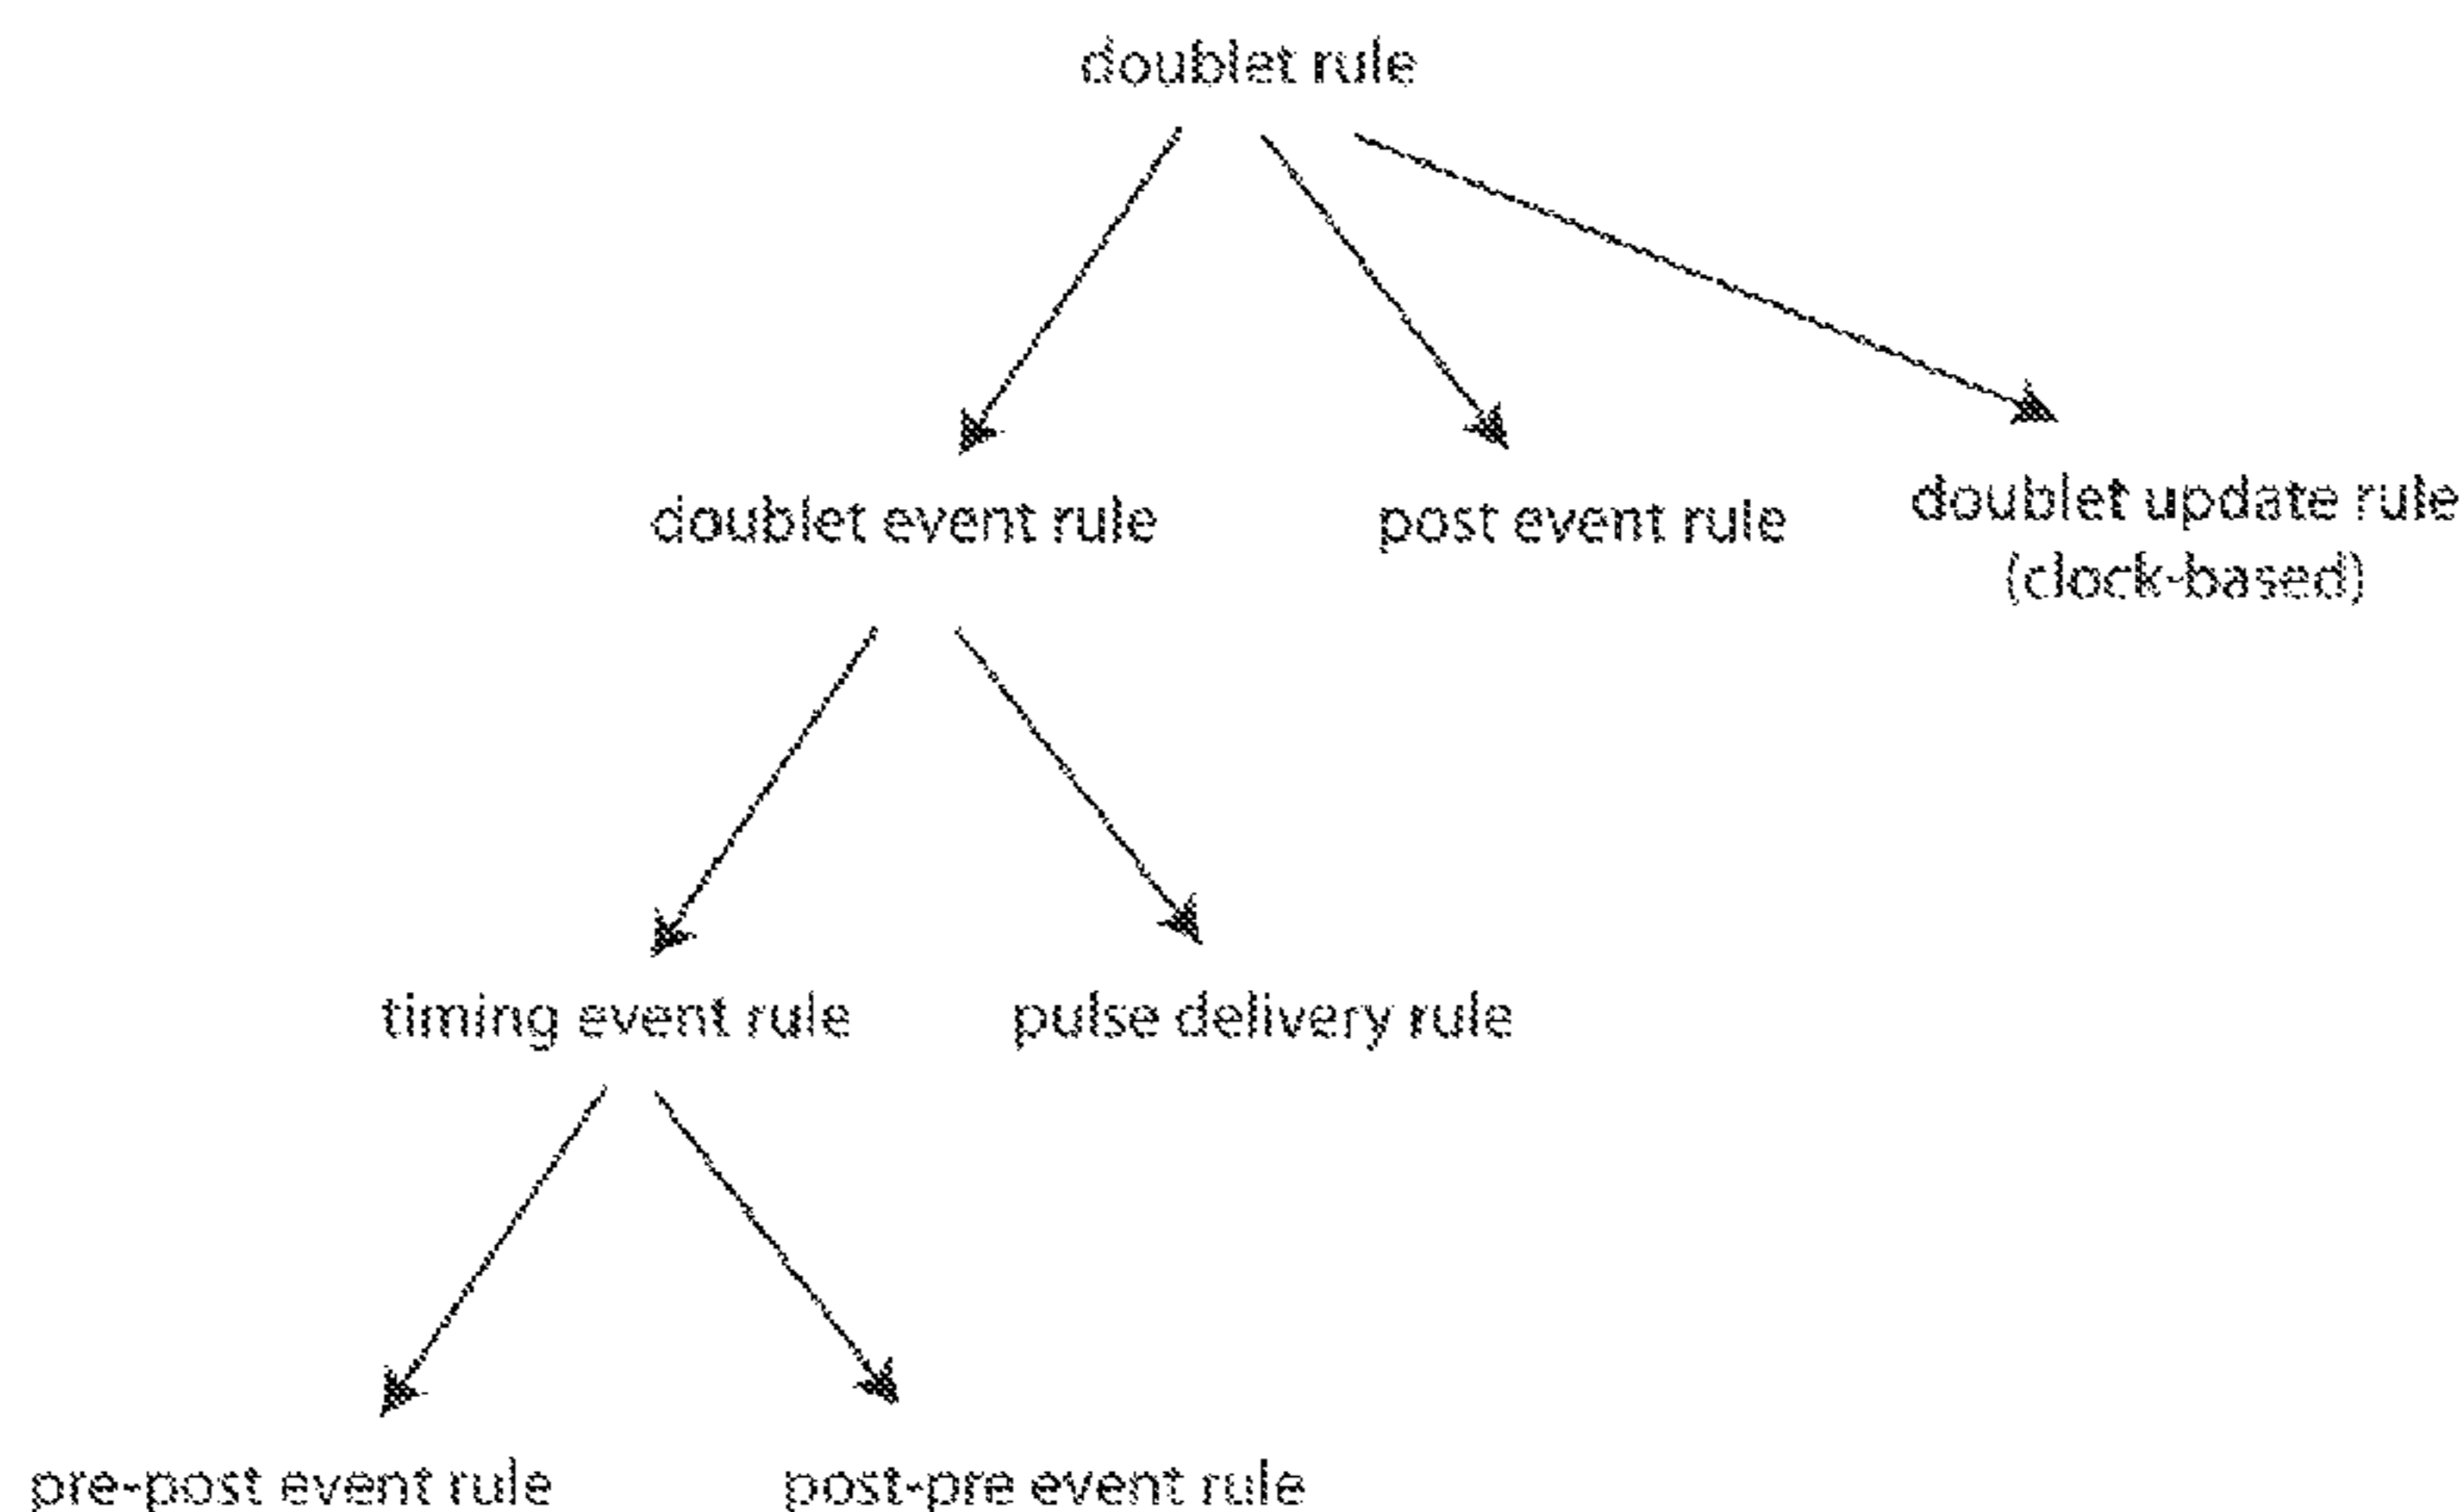 doublet rule
doublet event rule
post event rule
doublet update rule
(clock-based)
timing event rule
pulse delivery rule
pre-post event rule
post-pre event rule